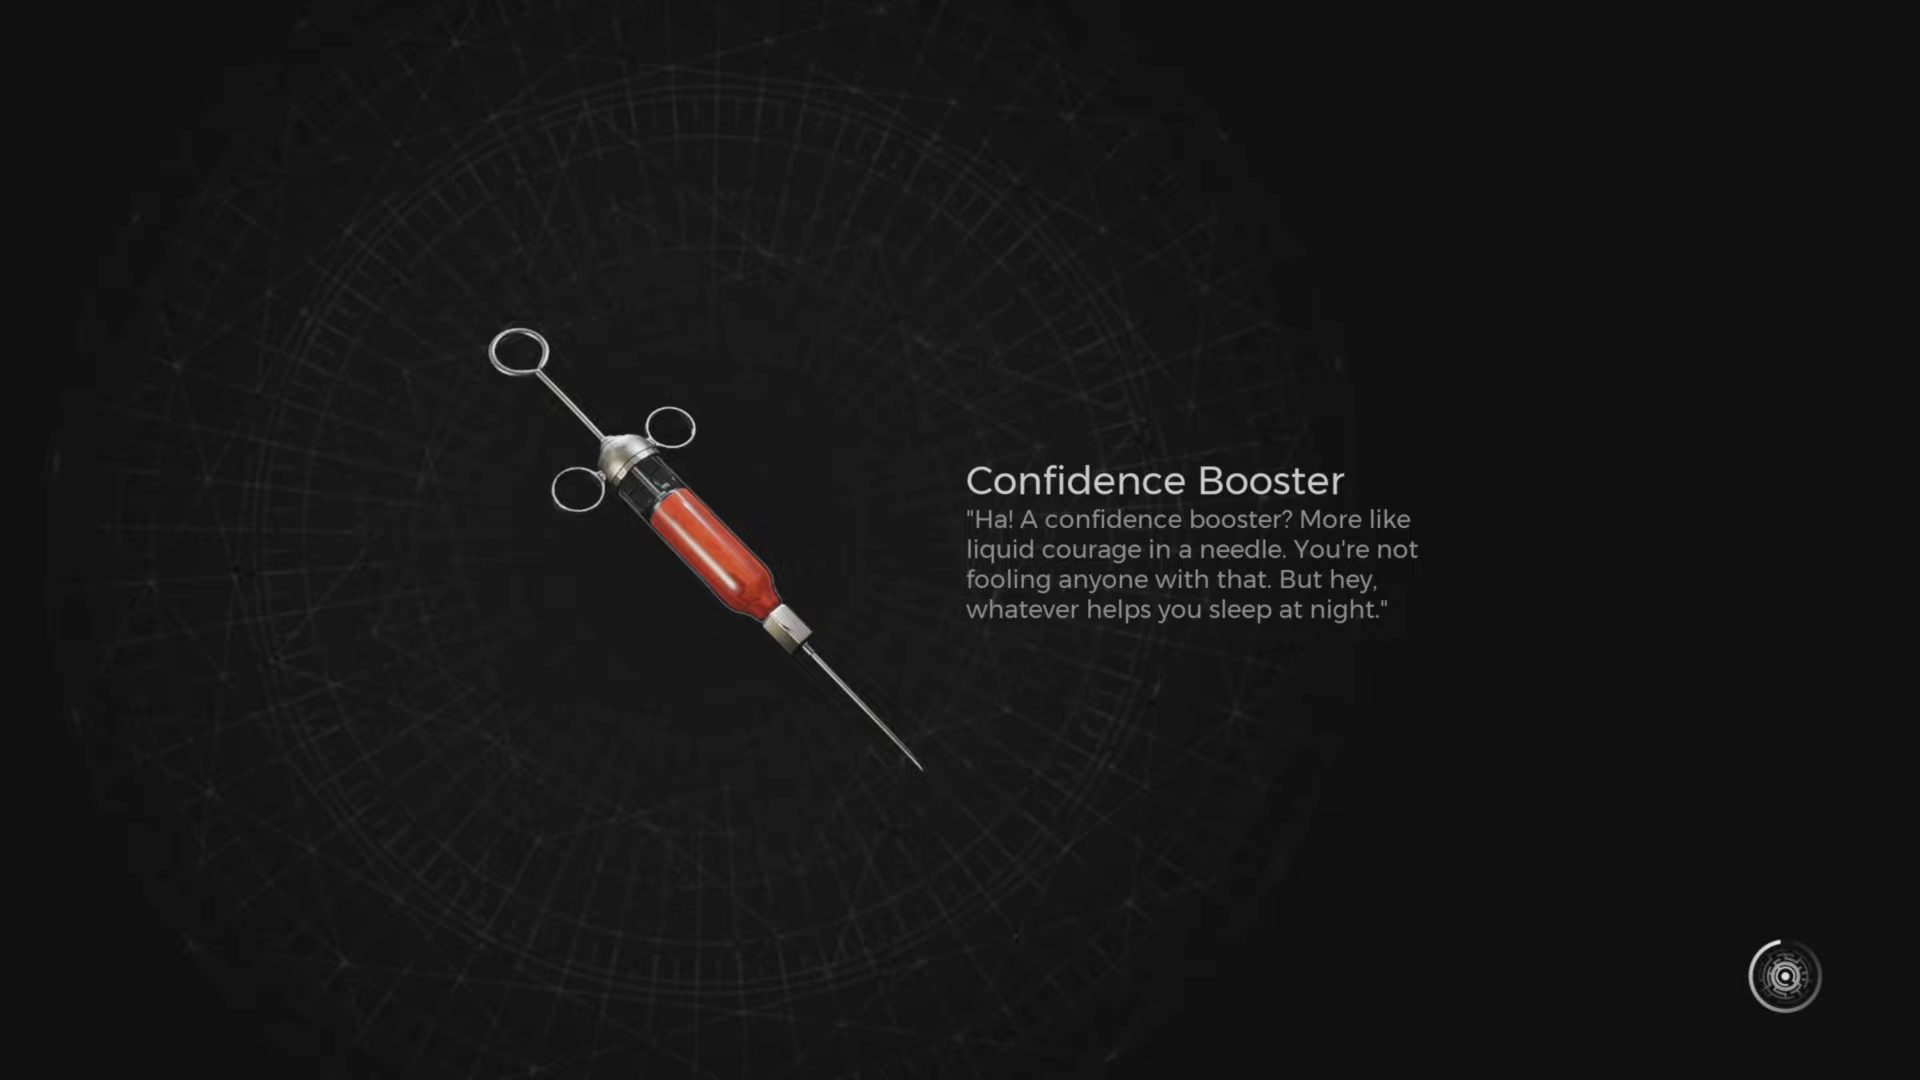 Confidence Booster
"Ha! A confidence booster? More like
liquid courage in a needle. You're not
fooling anyone with that. But hey,
whatever helps you sleep at night."